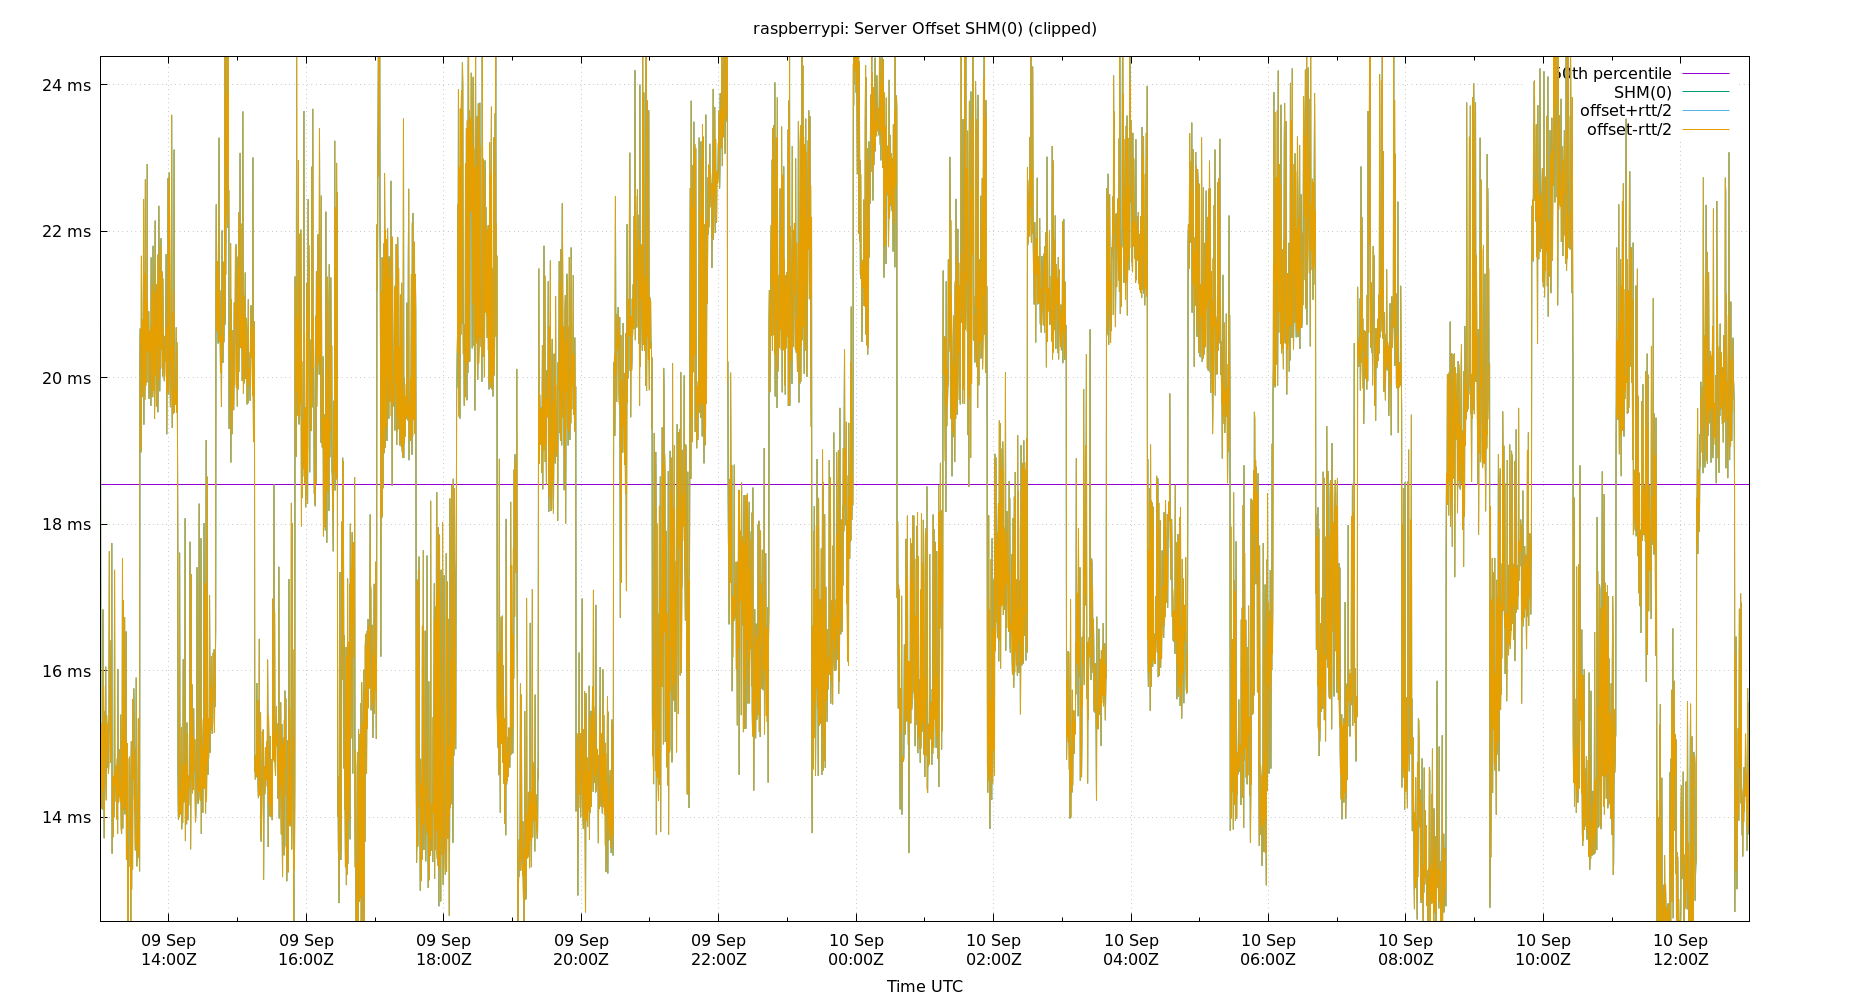 raspberrypi: Server Offset SHM(0) (clipped)
24 ms
22 ms
20 ms
18 ms
16 ms
14 ms
50th percentile
SHM(0)
offset+rtt/2
offset-rtt/2
09 Sep 14:00Z
09 Sep 16:00Z
09 Sep 18:00Z
09 Sep 20:00Z
09 Sep 22:00Z
10 Sep 00:00Z
10 Sep 02:00Z
10 Sep 04:00Z
10 Sep 06:00Z
10 Sep 08:00Z
10 Sep 10:00Z
10 Sep 12:00Z
Time UTC